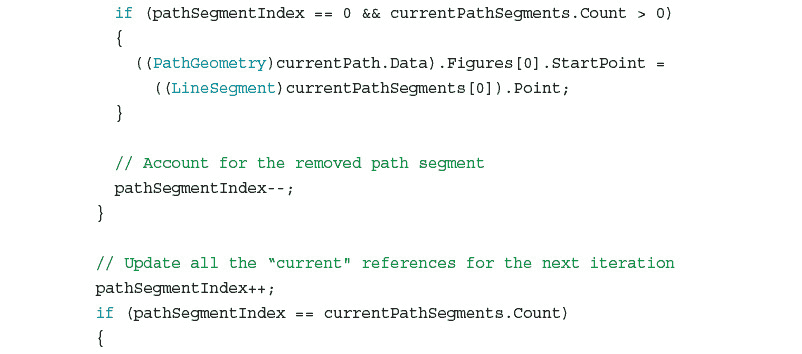 if (pathSegmentIndex == 0 && currentPathSegments.Count > 0)
{
((PathGeometry)currentPath.Data).Figures[0].StartPoint =
((LineSegment)currentPathSegments[0]).Point;
}
// Account for the removed path segment
pathSegmentIndex--;
}
// Update all the “current" references for the next iteration
pathSegmentIndex++;
if (pathSegmentIndex == currentPathSegments.Count)
{